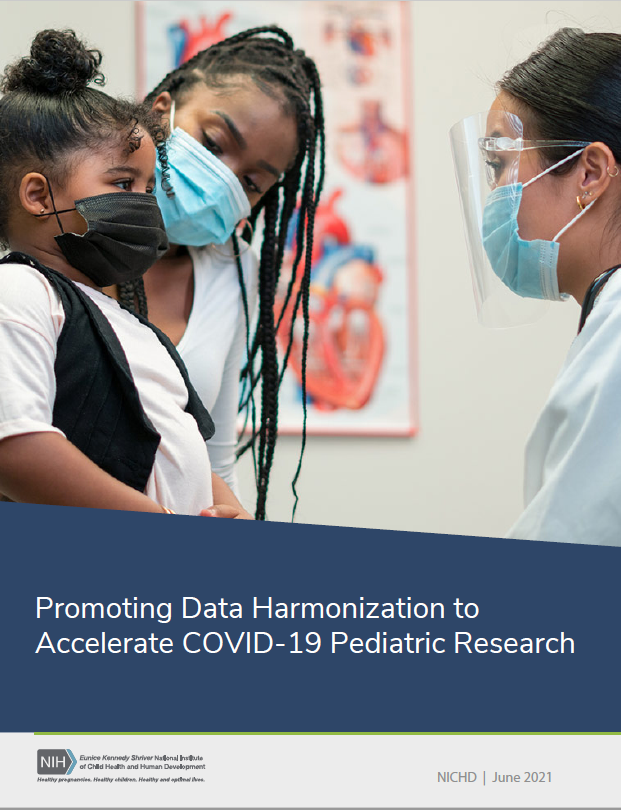 Promoting Data Harmonization to
Accelerate COVID-19 Pediatric Research
NIH
Eunice Kennedy Shriver National Institute
of Child Health and Human Development
Healthy pregnancies. Healthy children. Healthy and optimal lives.
NICHD | June 2021